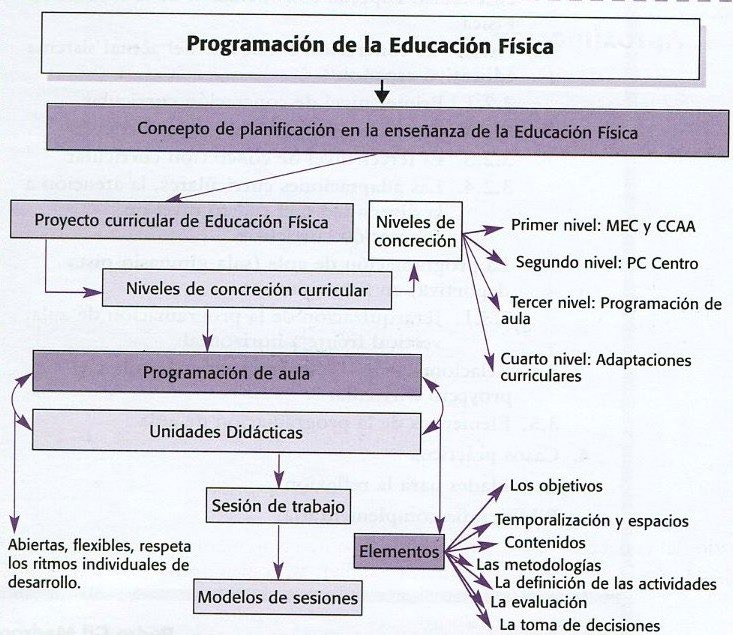 Programación de la Educación Física
Concepto de planificación en la enseñanza de la Educación Física
Proyecto curricular de Educación Física
Niveles de
concreción
Primer nivel: MEC y CCAA
Segundo nivel: PC Centro
Tercer nivel: Programación de
aula
Cuarto nivel: Adaptaciones
curriculares
Niveles de concreción curricular
Programación de aula
Unidades Didácticas
Sesión de trabajo
Modelos de sesiones
Abiertas, flexibles, respeta
los ritmos individuales de
desarrollo.
Elementos
Los objetivos
Temporalización y espacios
Contenidos
Las metodologías
La definición de las actividades
La evaluación
La toma de decisiones